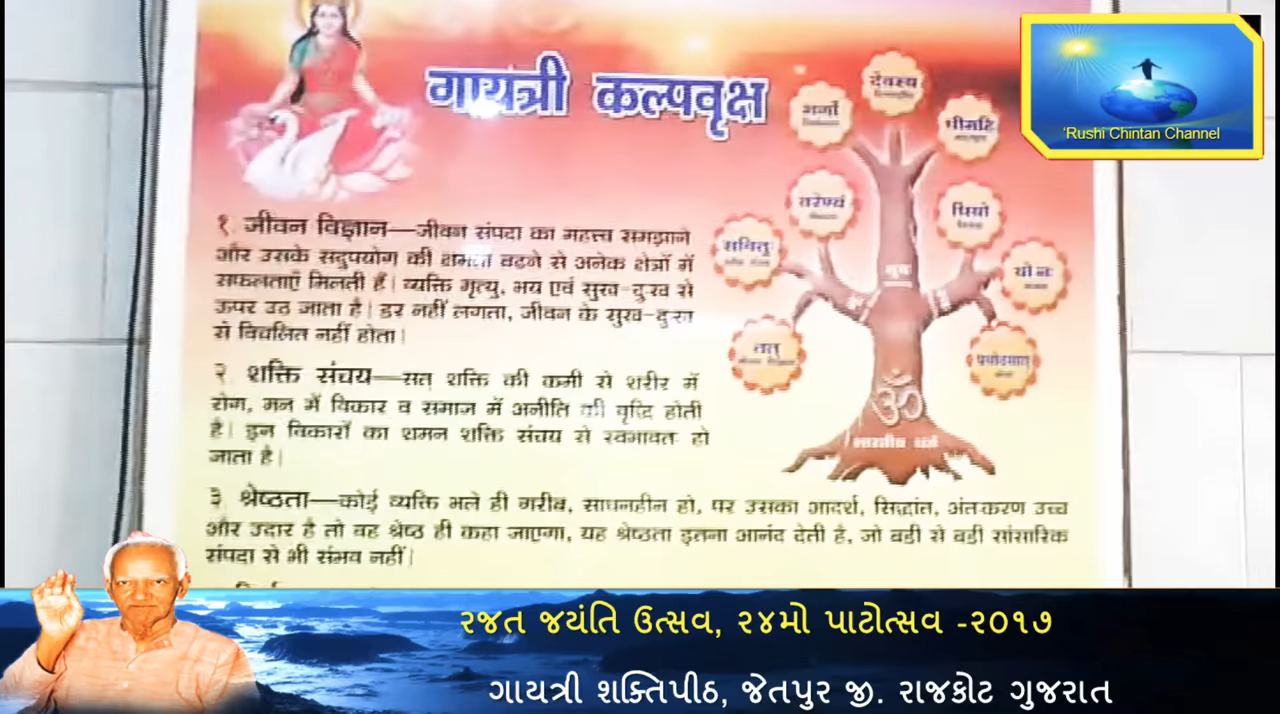 गायत्री कल्पवृक्ष
'Rushi Chintan Channel
१. जीवन विज्ञान—जीवन संपदा का महत्त्व समझाने
और उसके सदुपयोग की क्षमता बढ़ने से अनेक क्षेत्रों में
सफलताएँ मिलती हैं। व्यक्ति मृत्यु, भय एवं सुख-दुःख से
ऊपर उठ जाता है। डर नहीं लगता, जीवन के सुख-दुःख
से विचलित नहीं होता।
२. शक्ति संचय—सत् शक्ति की कमी से शरीर में
रोग, मन में विकार व समाज में अनीति की वृद्धि होती
है। इन विकारों का शमन शक्ति संचय से स्वभावतः हो
जाता है।
३. श्रेष्ठता—कोई व्यक्ति भले ही गरीब, साधनहीन हो, पर उसका आदर्श, सिद्धांत, अंतःकरण उच्च
और उदार है तो वह श्रेष्ठ ही कहा जाएगा, यह श्रेष्ठता इतना आनंद देती है, जो बड़ी से बड़ी सांसारिक
संपदा से भी संभव नहीं।
देवस्य
भर्गो
धीमहि
वरेण्यं
धियो
सवितु
यो नः
तत्
प्रचोदयात्
ॐ
भारतीय धर्म
રજત જયંતિ ઉત્સવ, ૨૪મો પાટોત્સવ -૨૦૧૭
ગાયત્રી શક્તિપીઠ, જેતપુર જી. રાજકોટ ગુજરાત